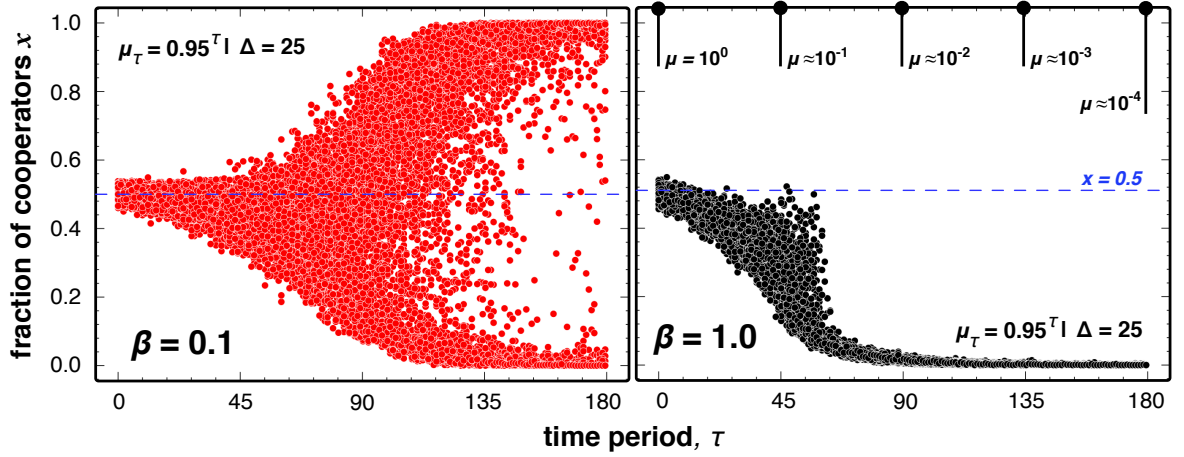 fraction of cooperators x
1.0
0.8
0.6
0.4
0.2
0.0
μτ = 0.95^τ | Δ = 25
β = 0.1
0 45 90 135 180
μ = 10⁰
μ ≈10⁻¹
μ ≈10⁻²
μ ≈10⁻³
μ ≈10⁻⁴
x = 0.5
β = 1.0
μτ = 0.95^τ | Δ = 25
0 45 90 135 180
time period, τ